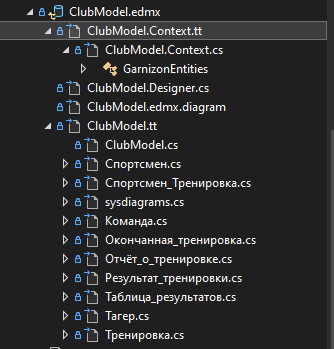 ClubModel.edmx
ClubModel.Context.tt
ClubModel.Context.cs
GarnizonEntities
ClubModel.Designer.cs
ClubModel.edmx.diagram
ClubModel.tt
ClubModel.cs
Спортсмен.cs
Спортсмен_Тренировка.cs
sysdiagrams.cs
Команда.cs
Окончанная_тренировка.cs
Отчёт_о_тренировке.cs
Результат_тренировки.cs
Таблица_результатов.cs
Тагер.cs
Тренировка.cs